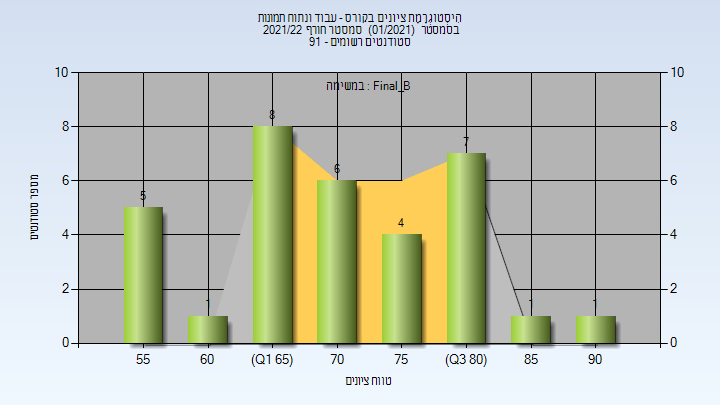 היסטוגרמת ציונים בקורס - עבוד ונתוח תמונות
בסמסטר (01/2021) סמסטר חורף 2021/22
סטודנטים רשומים - 91
במשימה : Final_B
10 10
8 8
6 6
4 4
2 2
0 0
5 1 8 6 4 7 1 1
מספר סטודנטים
55 60 (Q1 65) 70 75 (Q3 80) 85 90
טווח ציונים